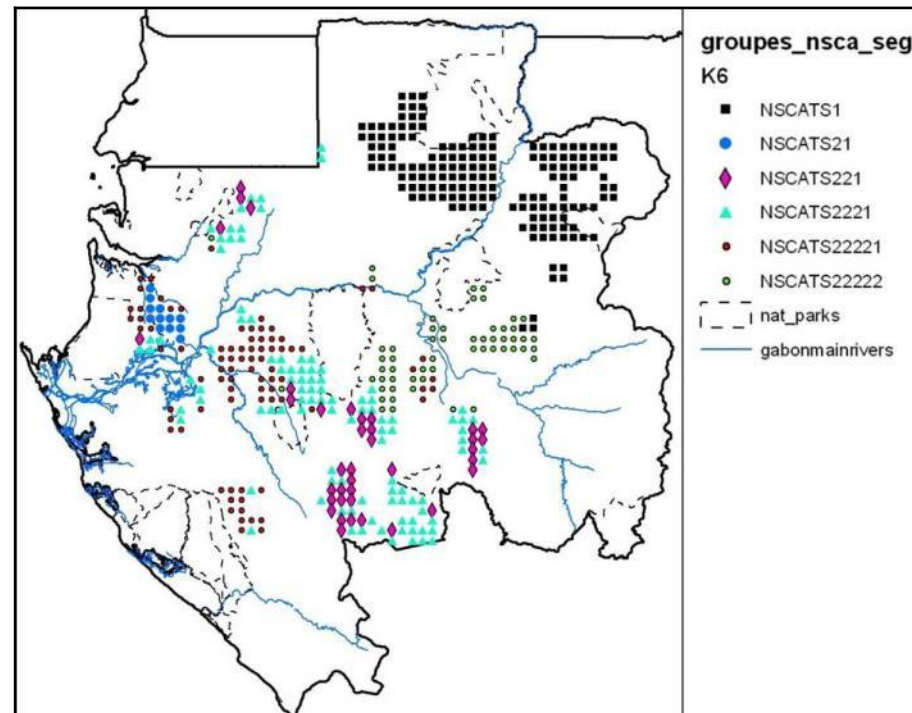 groupes_nsca_seg
K6
NSCATS1
NSCATS21
NSCATS221
NSCATS2221
NSCATS22221
NSCATS22222
nat_parks
gabonmainrivers